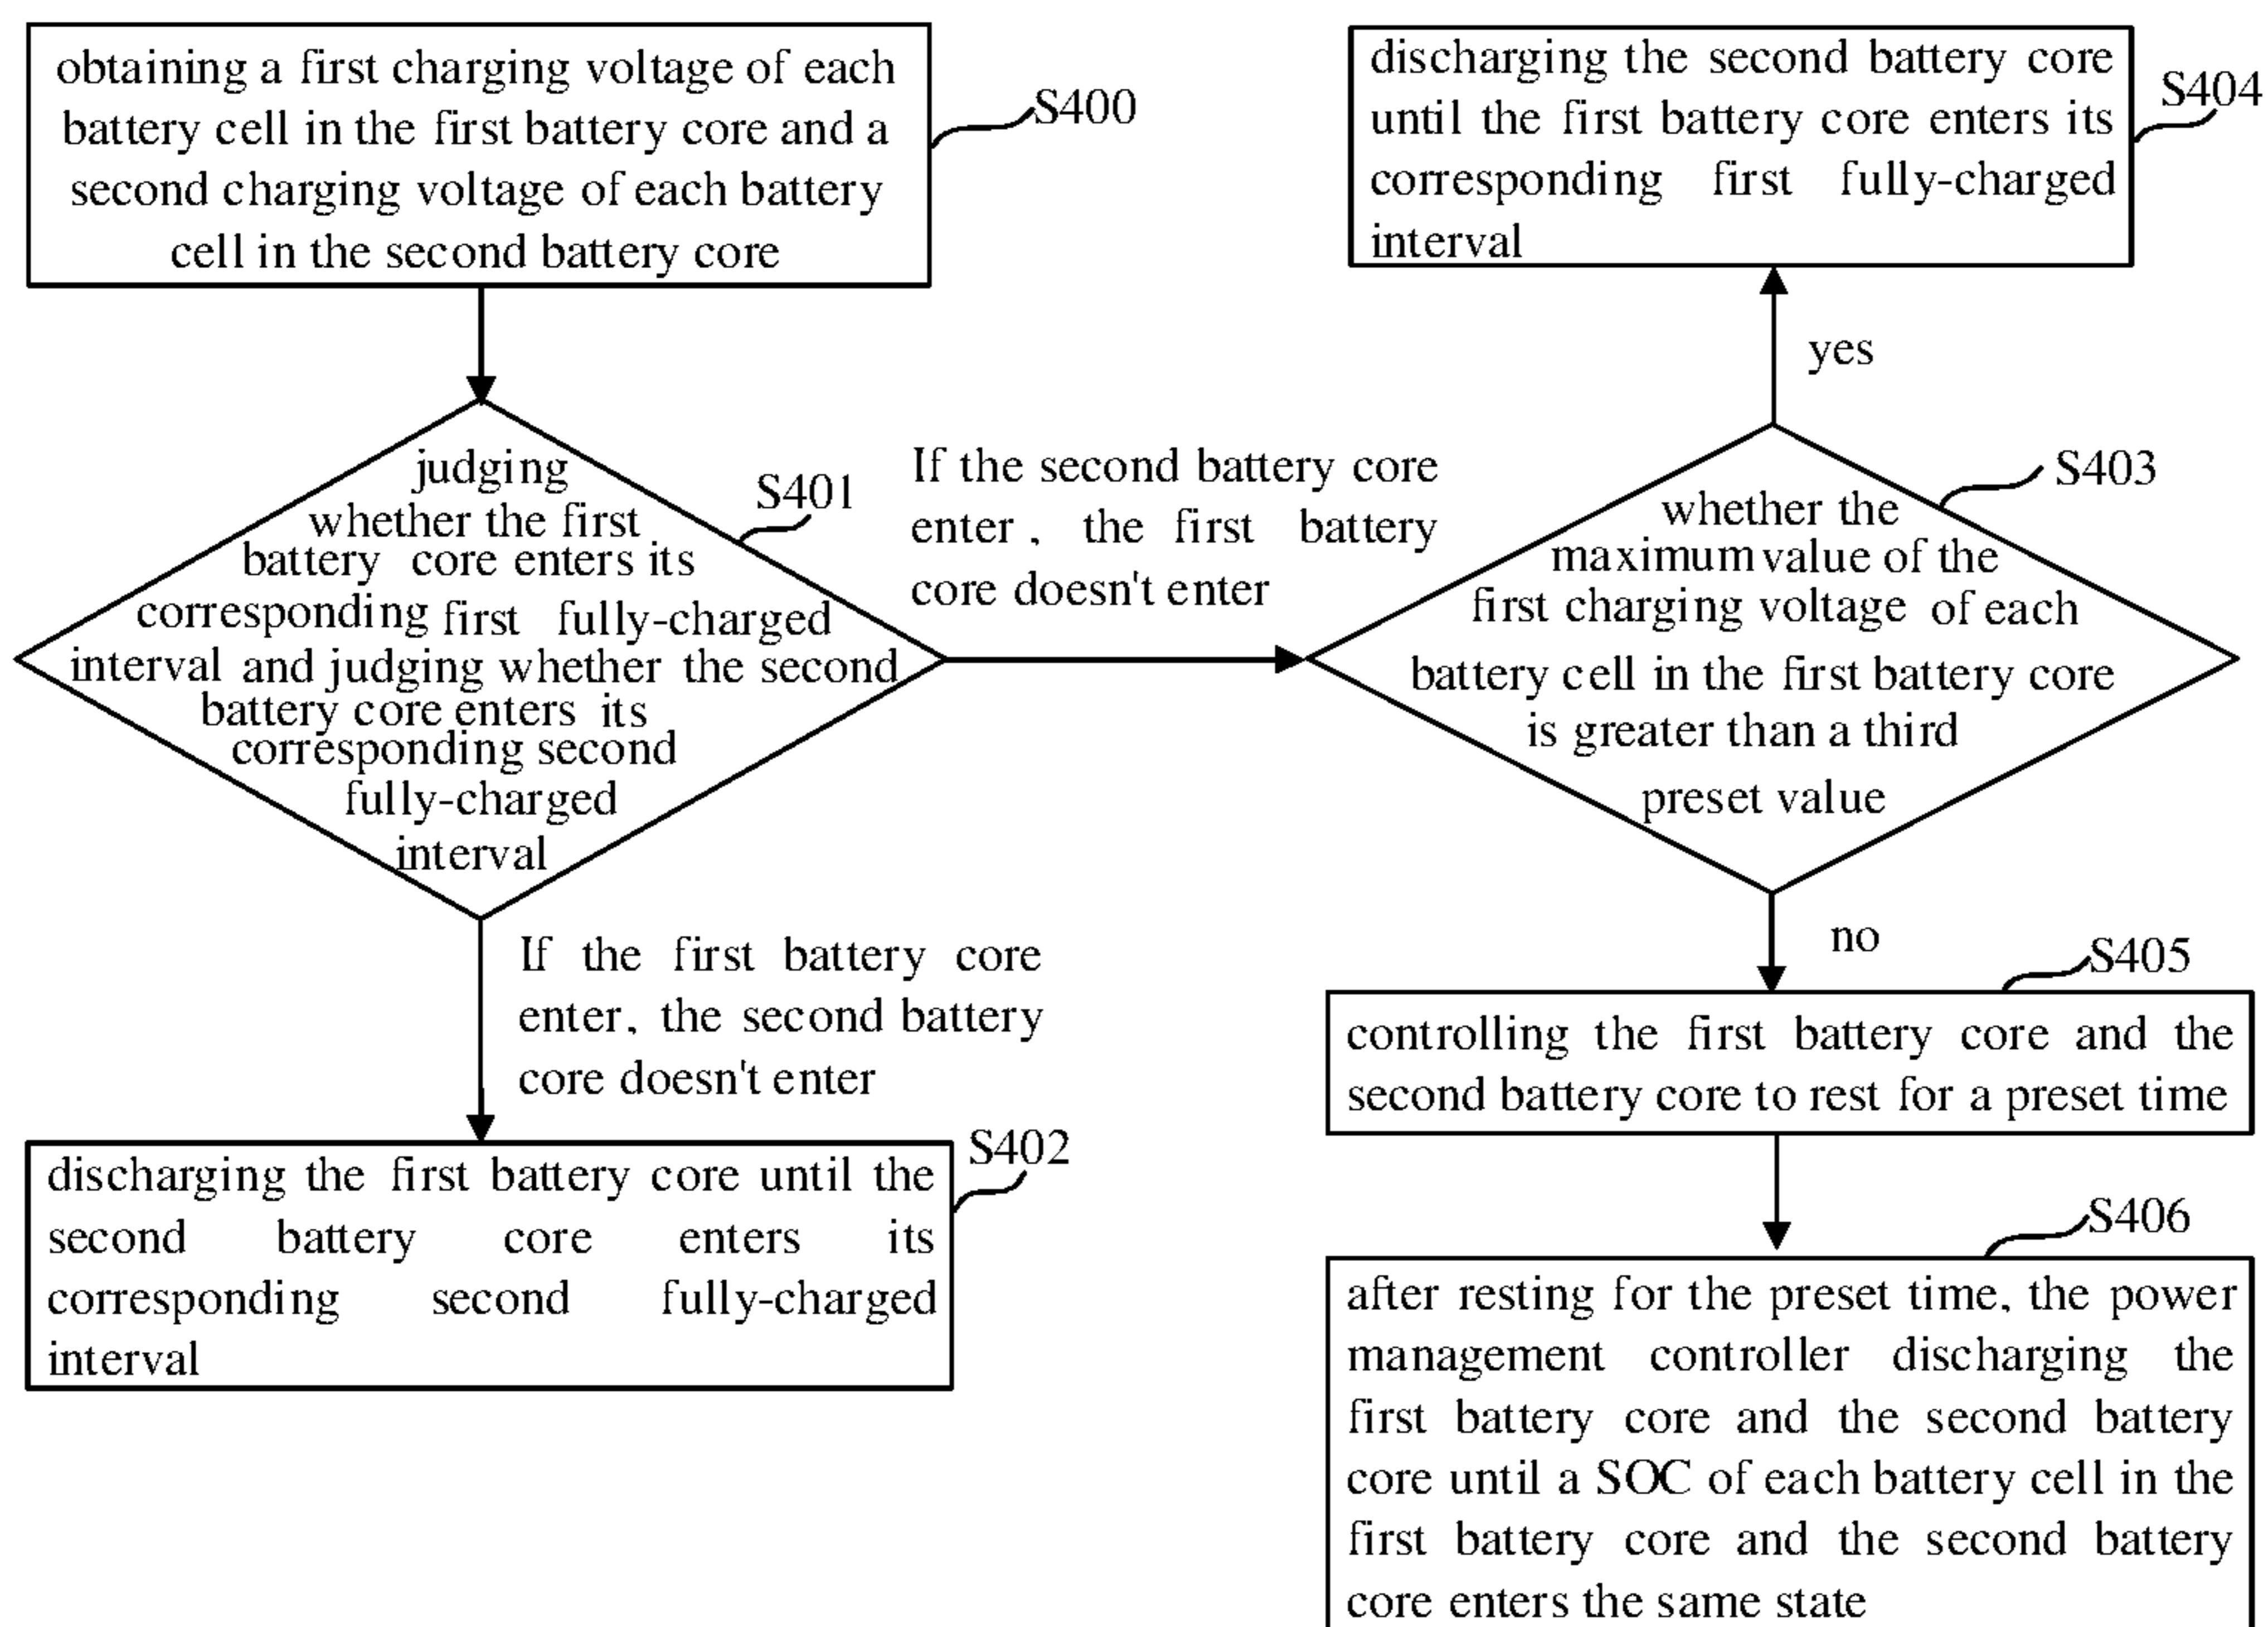 obtaining a first charging voltage of each
battery cell in the first battery core and a
second charging voltage of each battery
cell in the second battery core
S400
judging
whether the first
battery core enters its
corresponding first fully-charged
interval and judging whether the second
battery core enters its
corresponding second
fully-charged
interval
S401
If the first battery core
enter, the second battery
core doesn't enter
discharging the first battery core until the
second battery core enters its
corresponding second fully-charged
interval
S402
If the second battery core
enter, the first battery
core doesn't enter
whether the
maximum value of the
first charging voltage of each
battery cell in the first battery core
is greater than a third
preset value
S403
yes
discharging the second battery core
until the first battery core enters its
corresponding first fully-charged
interval
S404
no
controlling the first battery core and the
second battery core to rest for a preset time
S405
after resting for the preset time, the power
management controller discharging the
first battery core and the second battery
core until a SOC of each battery cell in the
first battery core and the second battery
core enters the same state
S406